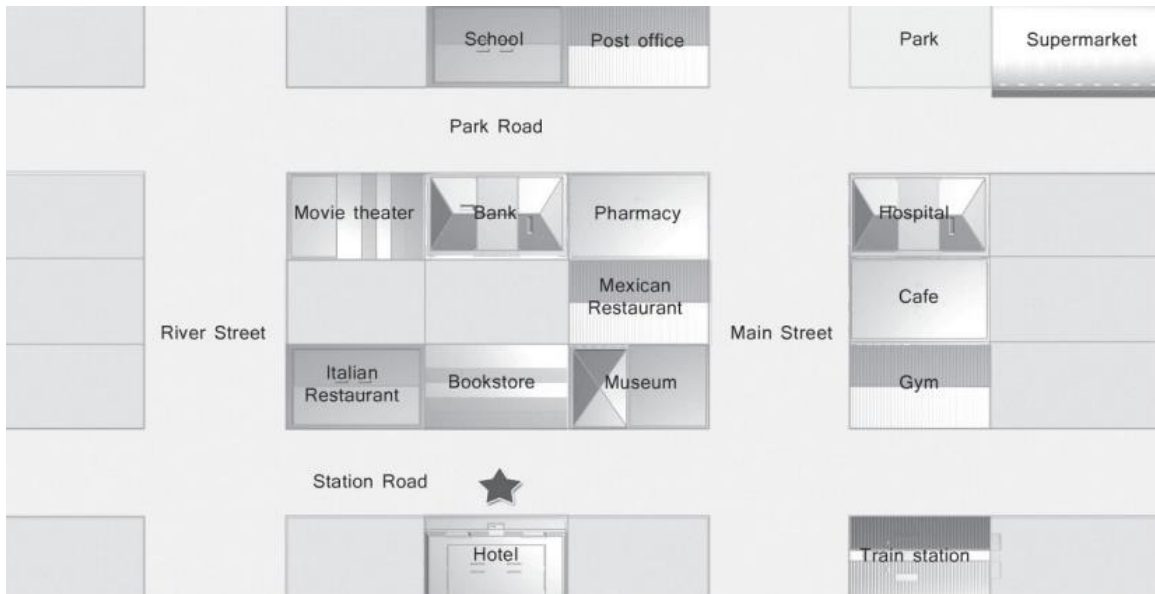 School
Post office
Park
Supermarket
Park Road
Movie theater
Bank
Pharmacy
Hospital
Mexican
Restaurant
Cafe
River Street
Main Street
Italian
Restaurant
Bookstore
Museum
Gym
Station Road
Hotel
Train station